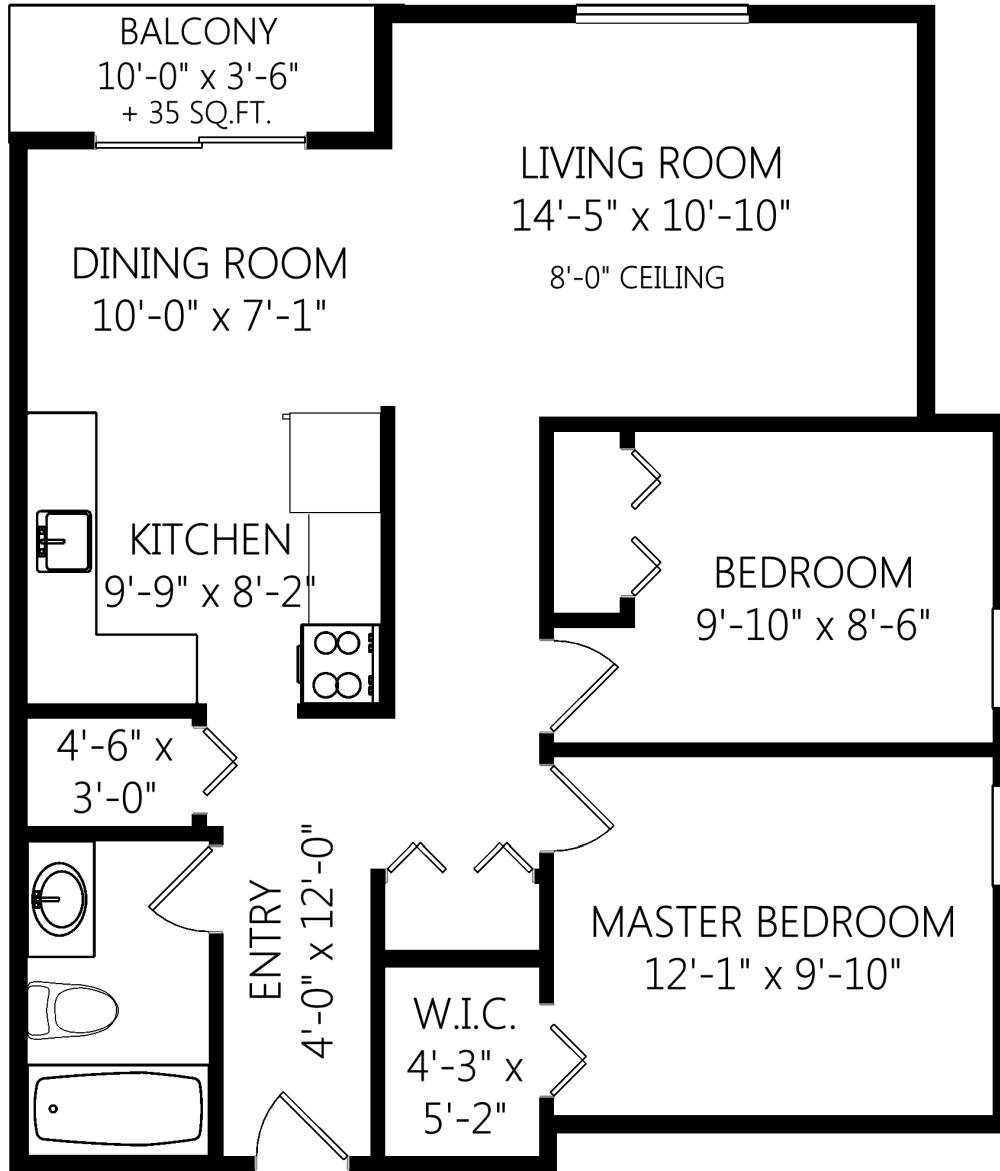 BALCONY
10'-0" x 3'-6"
+ 35 SQ.FT.
LIVING ROOM
14'-5" x 10'-10"
8'-0" CEILING
DINING ROOM
10'-0" x 7'-1"
KITCHEN
9'-9" x 8'-2"
BEDROOM
9'-10" x 8'-6"
4'-6" x
3'-0"
ENTRY
4'-0" x 12'-0"
MASTER BEDROOM
12'-1" x 9'-10"
W.I.C.
4'-3" x
5'-2"